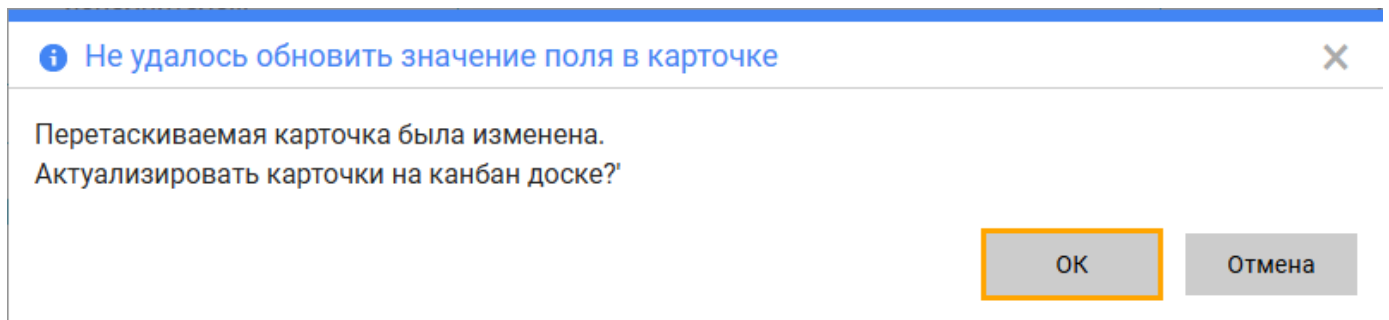 Не удалось обновить значение поля в карточке
Перетаскиваемая карточка была изменена.
Актуализировать карточки на канбан доске?'
ОК
Отмена